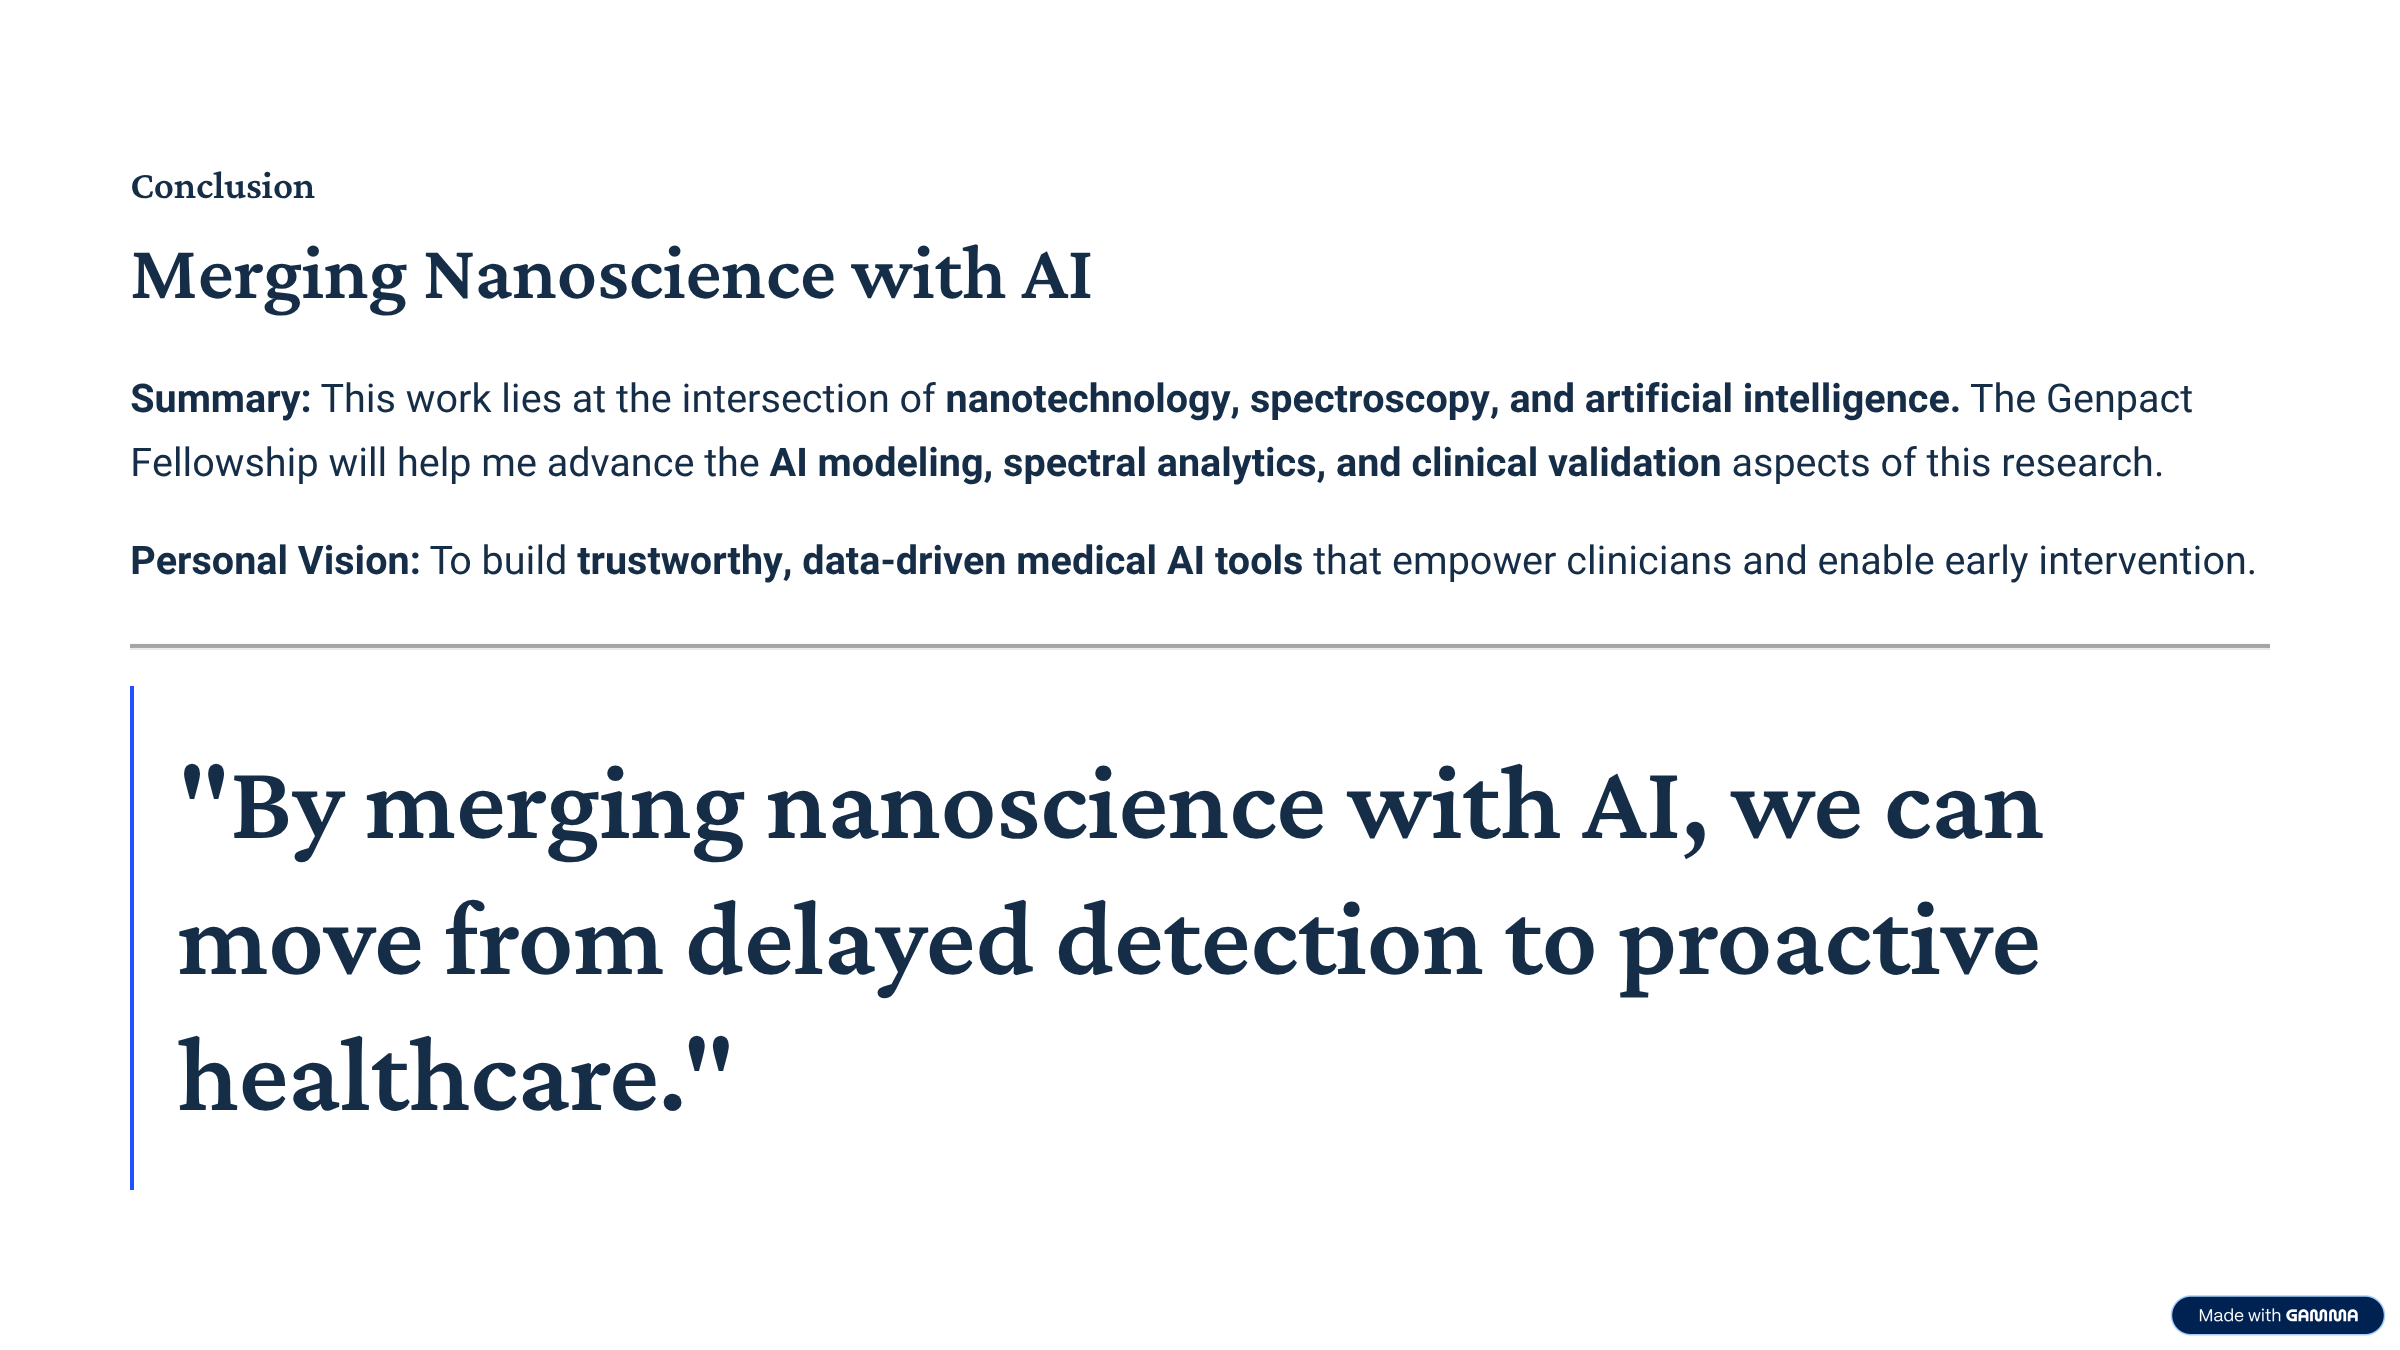 Conclusion
Merging Nanoscience with AI
Summary: This work lies at the intersection of nanotechnology, spectroscopy, and artificial intelligence. The Genpact
Fellowship will help me advance the AI modeling, spectral analytics, and clinical validation aspects of this research.
Personal Vision: To build trustworthy, data-driven medical AI tools that empower clinicians and enable early intervention.
"By merging nanoscience with AI, we can
move from delayed detection to proactive
healthcare."
Made with GAMMA